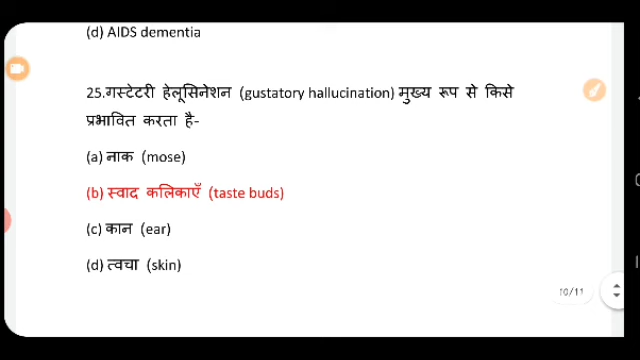 (d) AIDS dementia
25.गस्टेटरी हेलूसिनेशन (gustatory hallucination) मुख्य रूप से किसे
प्रभावित करता है-
(a) नाक (mose)
(b) स्वाद कलिकाएँ (taste buds)
(c) कान (ear)
(d) त्वचा (skin)
10/11